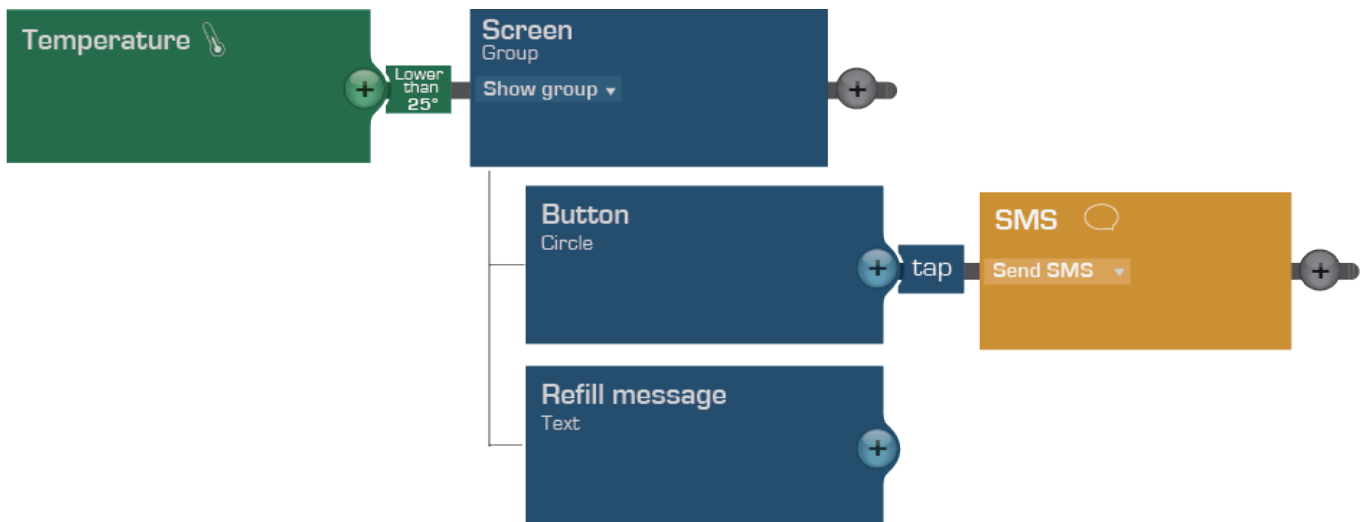 Temperature
Lower
than
25°
Screen
Group
Show group
Button
Circle
tap
SMS
Send SMS
Refill message
Text